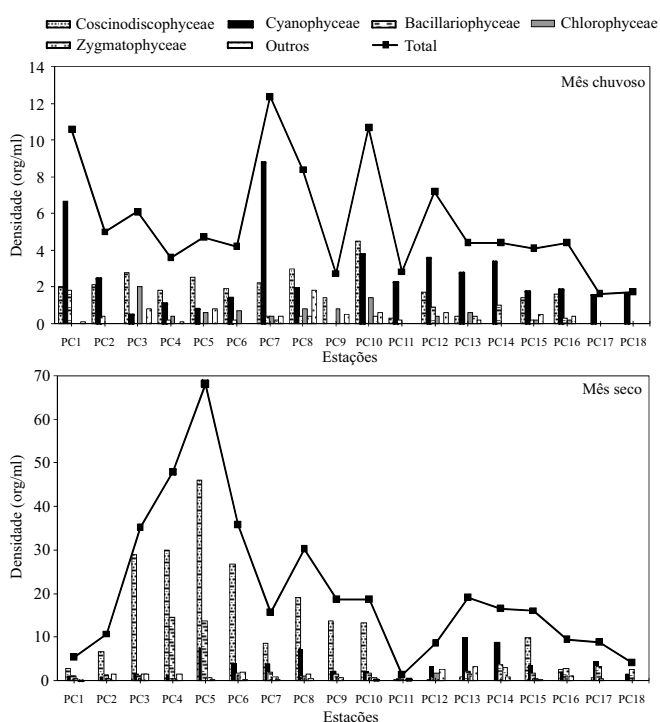 Coscinodiscophyceae Cyanophyceae Bacillariophyceae Chlorophyceae
Zygmatophyceae Outros Total
Mês chuvoso
Densidade (org/ml)
14
12
10
8
6
4
2
0
PC1 PC2 PC3 PC4 PC5 PC6 PC7 PC8 PC9 PC10 PC11 PC12 PC13 PC14 PC15 PC16 PC17 PC18
Estações
Mês seco
Densidade (org/ml)
70
60
50
40
30
20
10
0
PC1 PC2 PC3 PC4 PC5 PC6 PC7 PC8 PC9 PC10 PC11 PC12 PC13 PC14 PC15 PC16 PC17 PC18
Estações